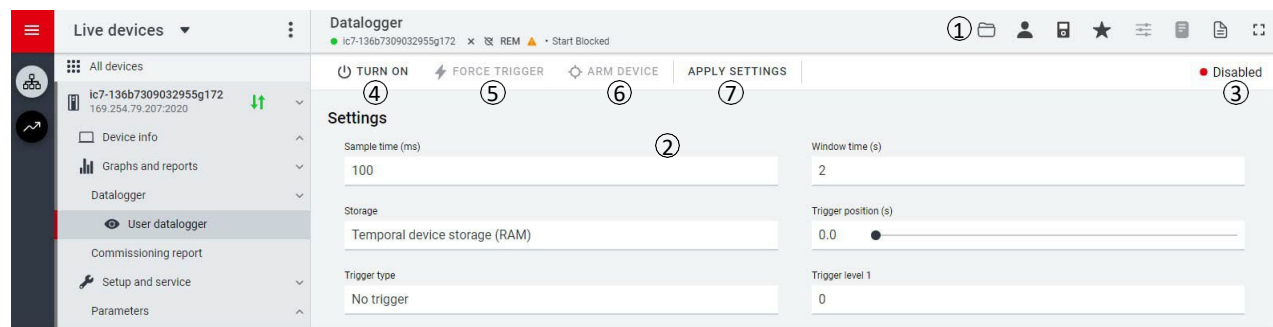 Live devices
Datalogger
ic7-136b7309032955g172 REM • Start Blocked
1
All devices
TURN ON FORCE TRIGGER ARM DEVICE APPLY SETTINGS
Disabled
4 5 6 7 3
ic7-136b7309032955g172
169.254.79.207:2020
Device info
Graphs and reports
Datalogger
User datalogger
Commissioning report
Setup and service
Parameters
Settings
2
Sample time (ms) Window time (s)
100 2
Storage Trigger position (s)
Temporal device storage (RAM) 0.0
Trigger type Trigger level 1
No trigger 0